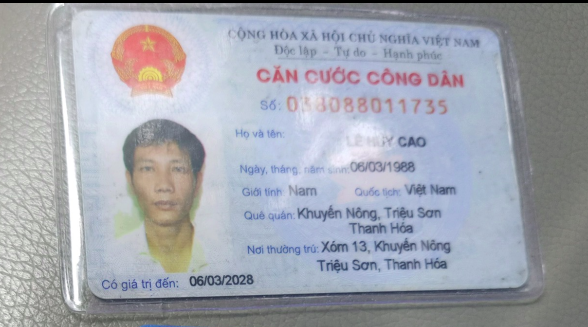 CỘNG HÒA XÃ HỘI CHỦ NGHĨA VIỆT NAM
Độc lập - Tự do - Hạnh phúc
CĂN CƯỚC CÔNG DÂN
Số: 038088011735
Họ và tên:
LÊ HUY CAO
Ngày, tháng, năm sinh: 06/03/1988
Giới tính: Nam Quốc tịch: Việt Nam
Quê quán: Khuyến Nông, Triệu Sơn
Thanh Hóa
Nơi thường trú: Xóm 13, Khuyến Nông
Triệu Sơn, Thanh Hóa
Có giá trị đến: 06/03/2028